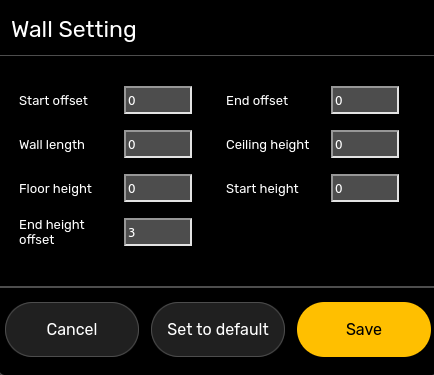 Wall Setting
Start offset 0 End offset 0
Wall length 0 Ceiling height 0
Floor height 0 Start height 0
End height
offset 3
Cancel Set to default Save